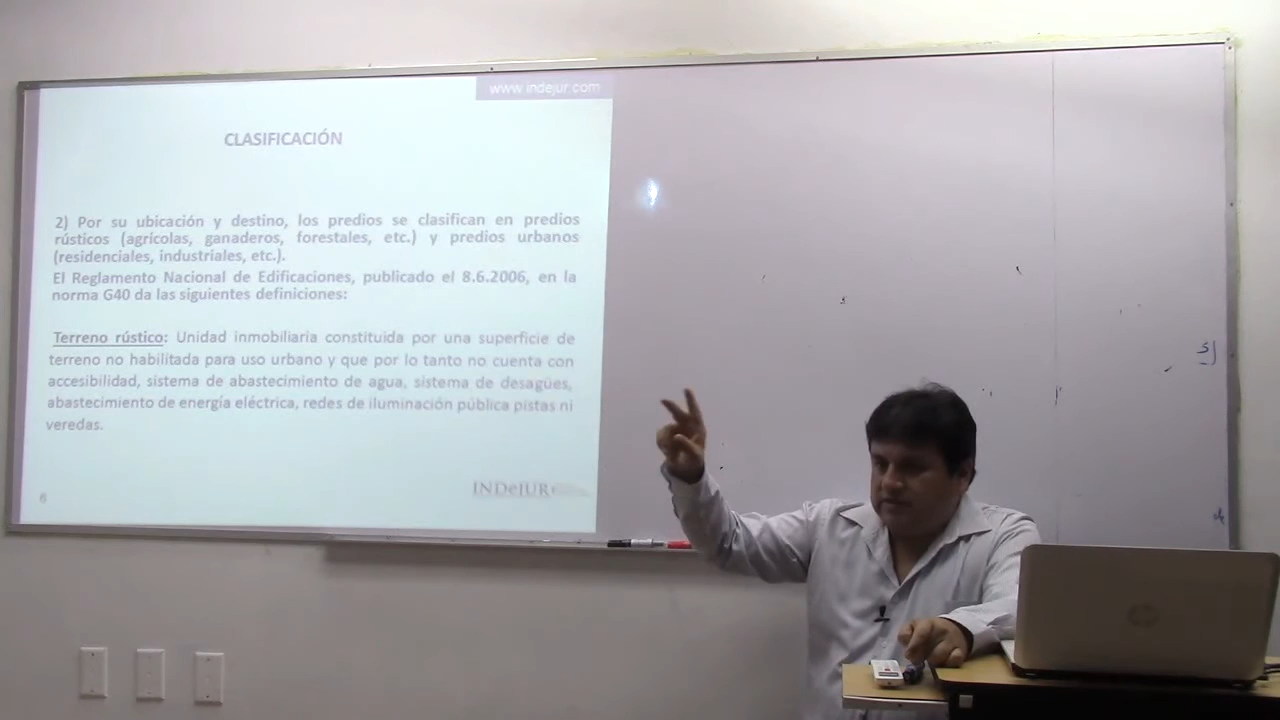 www.indejur.com
CLASIFICACIÓN
2) Por su ubicación y destino, los predios se clasifican en predios
rústicos (agrícolas, ganaderos, forestales, etc.) y predios urbanos
(residenciales, industriales, etc.).
El Reglamento Nacional de Edificaciones, publicado el 8.6.2006, en la
norma G40 da las siguientes definiciones:
Terreno rústico: Unidad inmobiliaria constituida por una superficie de
terreno no habilitada para uso urbano y que por lo tanto no cuenta con
accesibilidad, sistema de abastecimiento de agua, sistema de desagües,
abastecimiento de energía eléctrica, redes de iluminación pública pistas ni
veredas.
INDeJUR
6
hp